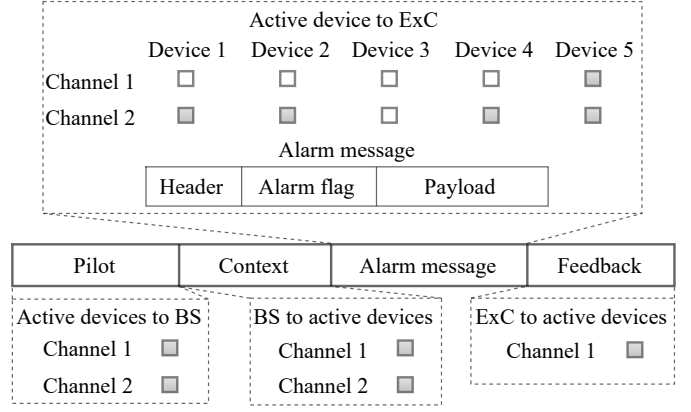 Active device to ExC
Device 1 Device 2 Device 3 Device 4 Device 5
Channel 1
Channel 2
Alarm message
Header Alarm flag Payload
Pilot Context Alarm message Feedback
Active devices to BS BS to active devices ExC to active devices
Channel 1 Channel 1 Channel 1
Channel 2 Channel 2